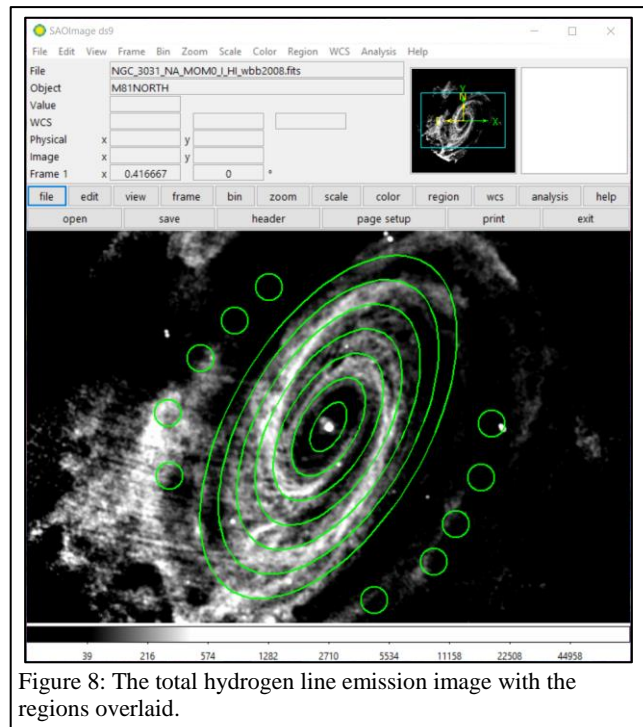 SAOImage ds9
File Edit View Frame Bin Zoom Scale Color Region WCS Analysis Help
File NGC_3031_NA_MOM0_I_HI_wbb2008.fits
Object M81NORTH
Value
WCS
Physical x y
Image x y
Frame 1 x 0.416667 0 °
file edit view frame bin zoom scale color region wcs analysis help
open save header page setup print exit
39 216 574 1282 2710 5534 11158 22508 44958
Figure 8: The total hydrogen line emission image with the
regions overlaid.